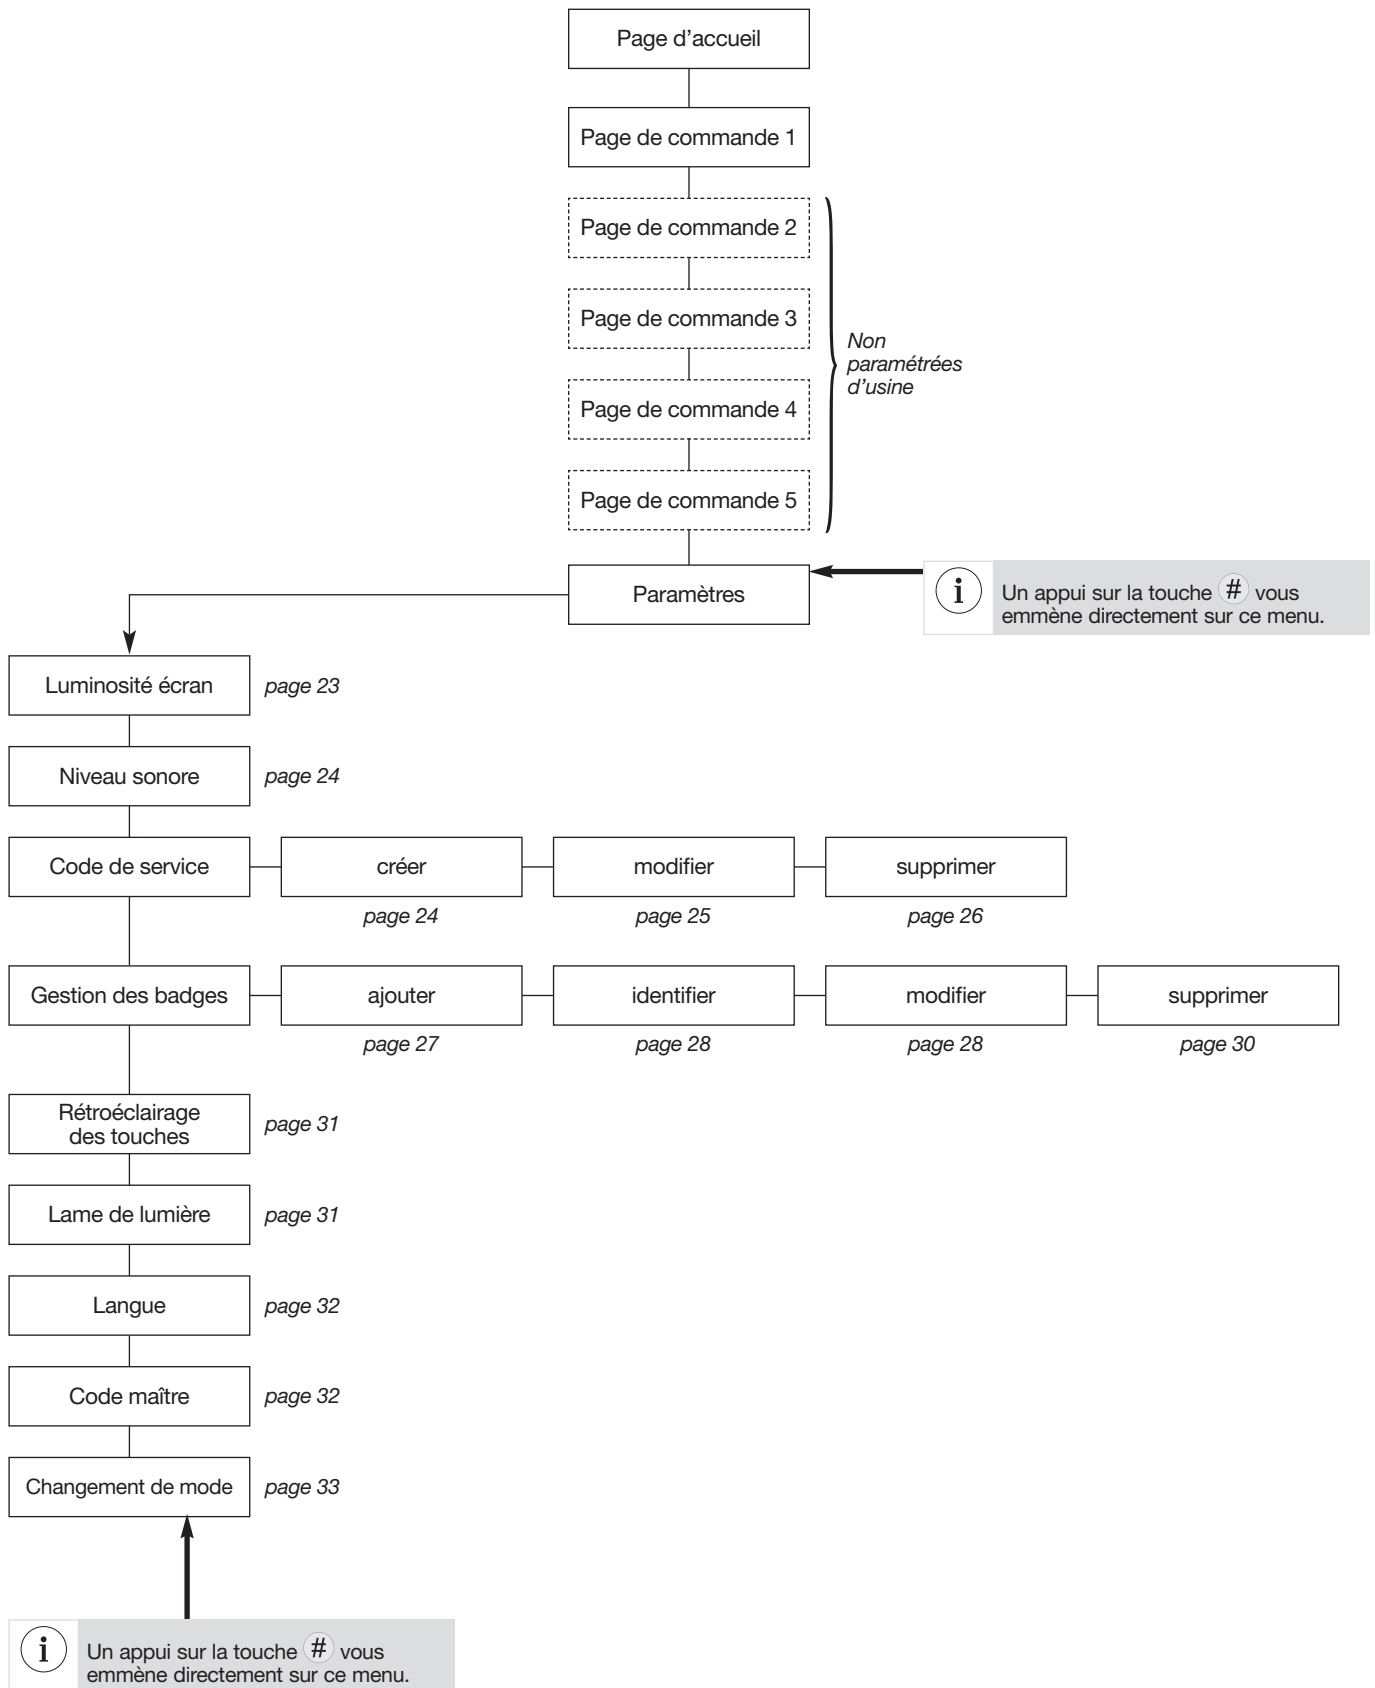 Page d'accueil
Page de commande 1
Page de commande 2
Page de commande 3
Non
paramétrées
d'usine
Page de commande 4
Page de commande 5
Paramètres
i
Un appui sur la touche # vous
emmène directement sur ce menu.
Luminosité écran
page 23
Niveau sonore
page 24
Code de service
créer
modifier
supprimer
page 24
page 25
page 26
Gestion des badges
ajouter
identifier
modifier
supprimer
page 27
page 28
page 28
page 30
Rétroéclairage
des touches
page 31
Lame de lumière
page 31
Langue
page 32
Code maître
page 32
Changement de mode
page 33
i
Un appui sur la touche # vous
emmène directement sur ce menu.